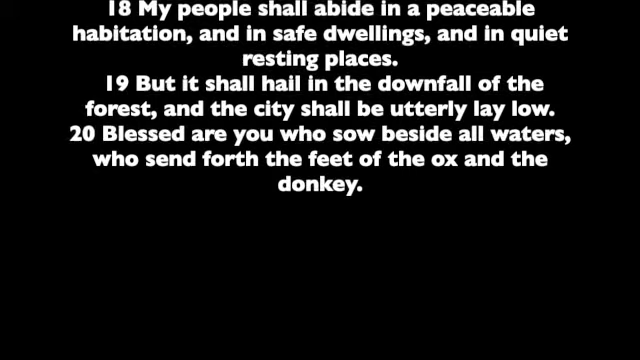 18 My people shall abide in a peaceable
habitation, and in safe dwellings, and in quiet
resting places.
19 But it shall hail in the downfall of the
forest, and the city shall be utterly lay low.
20 Blessed are you who sow beside all waters,
who send forth the feet of the ox and the
donkey.